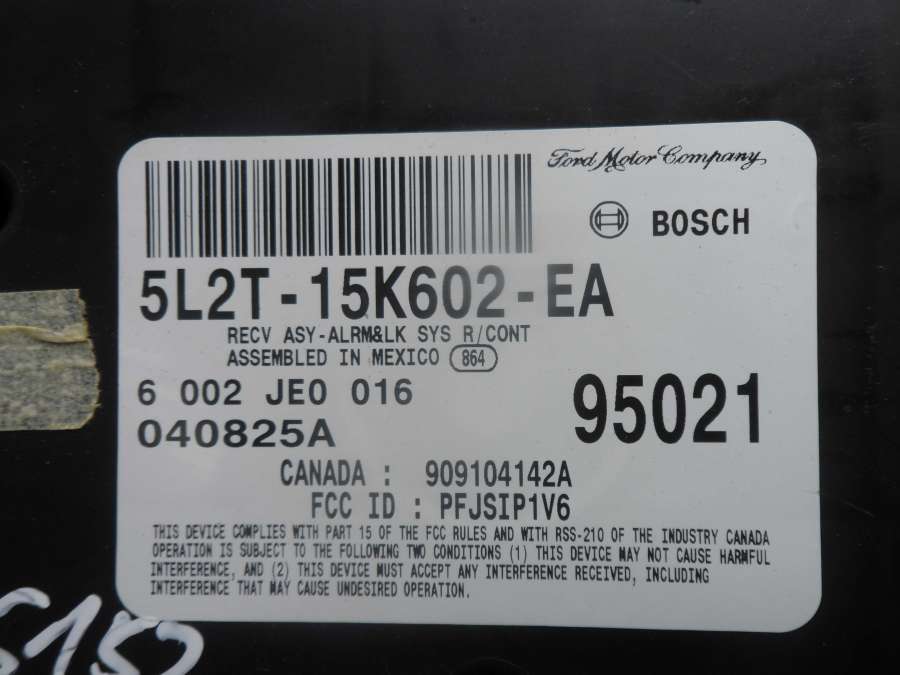 Ford Motor Company
BOSCH
5L2T-15K602-EA
RECV ASY-ALRM&LK SYS R/CONT
ASSEMBLED IN MEXICO 864
6 002 JE0 016
95021
040825A
CANADA : 909104142A
FCC ID : PFJSIP1V6
THIS DEVICE COMPLIES WITH PART 15 OF THE FCC RULES AND WITH RSS-210 OF THE INDUSTRY CANADA
OPERATION IS SUBJECT TO THE FOLLOWING TWO CONDITIONS (1) THIS DEVICE MAY NOT CAUSE HARMFUL
INTERFERENCE, AND (2) THIS DEVICE MUST ACCEPT ANY INTERFERENCE RECEIVED, INCLUDING
INTERFERENCE THAT MAY CAUSE UNDESIRED OPERATION.